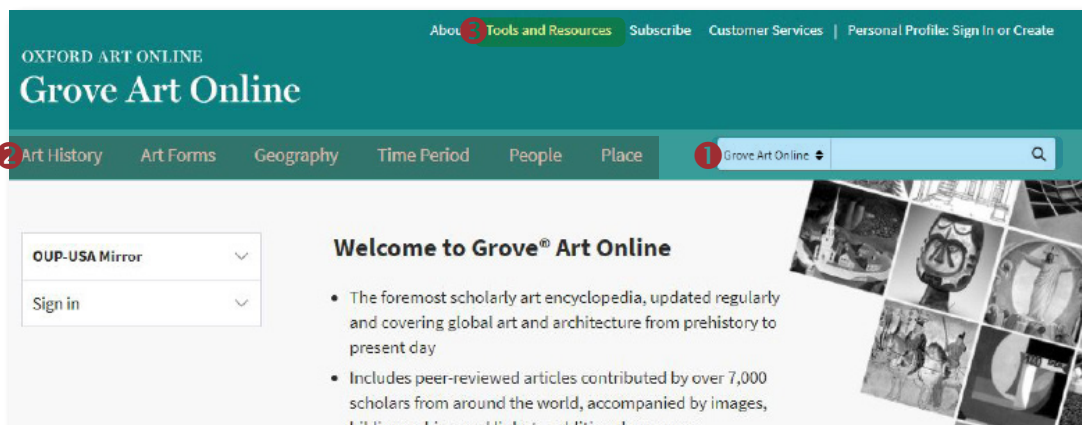 About
3
Tools and Resources
Subscribe
Customer Services
|
Personal Profile: Sign In or Create
OXFORD ART ONLINE
Grove Art Online
2
Art History
Art Forms
Geography
Time Period
People
Place
1
Grove Art Online
OUP-USA Mirror
Sign in
Welcome to Grove® Art Online
• The foremost scholarly art encyclopedia, updated regularly
and covering global art and architecture from prehistory to
present day
• Includes peer-reviewed articles contributed by over 7,000
scholars from around the world, accompanied by images,